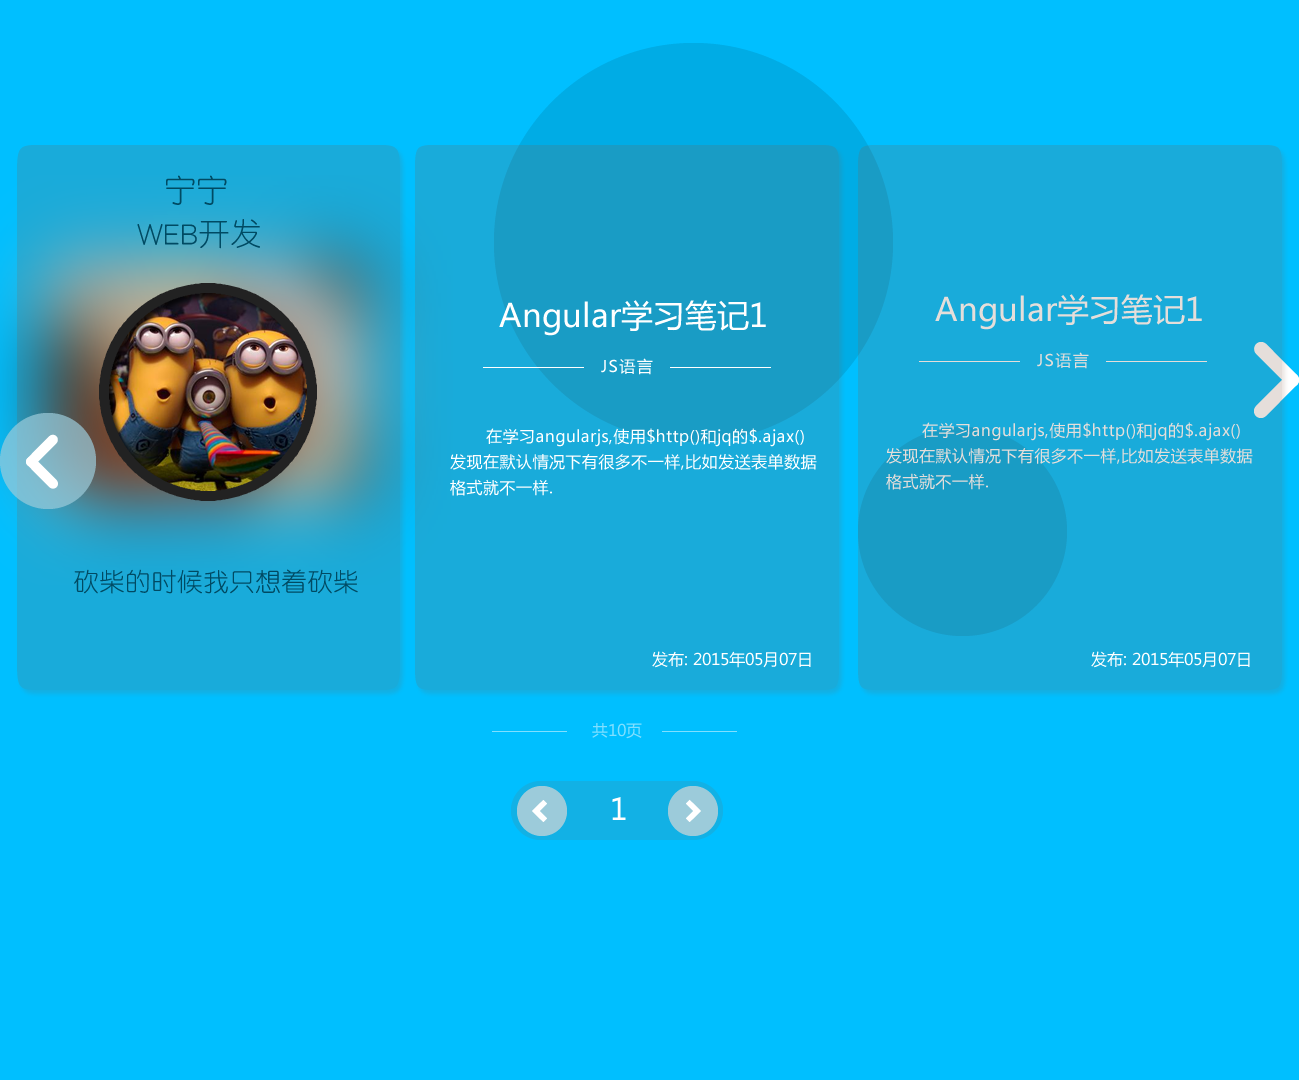 宁宁
WEB开发
砍柴的时候我只想着砍柴
Angular学习笔记1
JS语言
在学习angularjs,使用$http()和jq的$.ajax()
发现在默认情况下有很多不一样,比如发送表单数据
格式就不一样.
发布: 2015年05月07日
Angular学习笔记1
JS语言
在学习angularjs,使用$http()和jq的$.ajax()
发现在默认情况下有很多不一样,比如发送表单数据
格式就不一样.
发布: 2015年05月07日
共10页
1